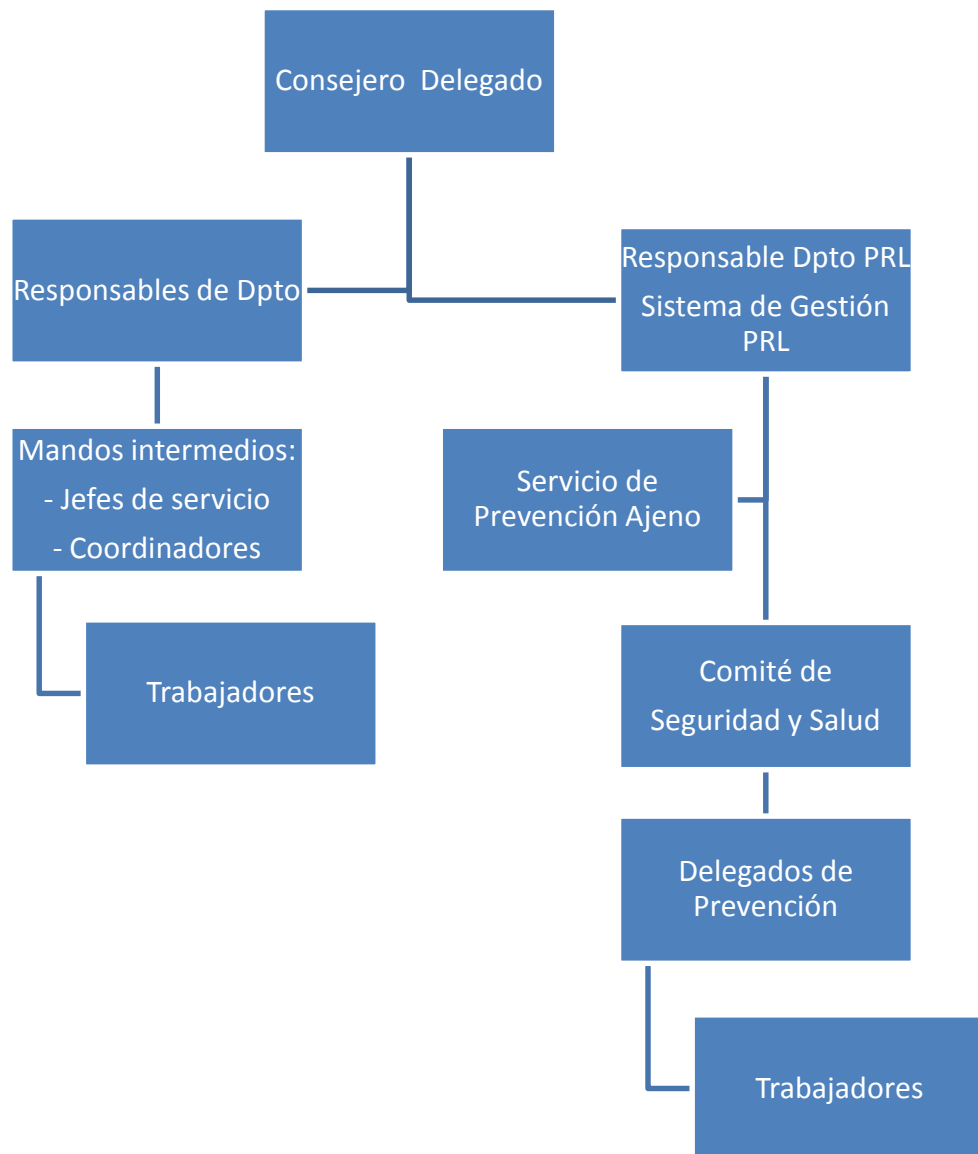 Consejero Delegado
Responsables de Dpto
Responsable Dpto PRL
Sistema de Gestión
PRL
Mandos intermedios:
- Jefes de servicio
- Coordinadores
Servicio de
Prevención Ajeno
Trabajadores
Comité de
Seguridad y Salud
Delegados de
Prevención
Trabajadores